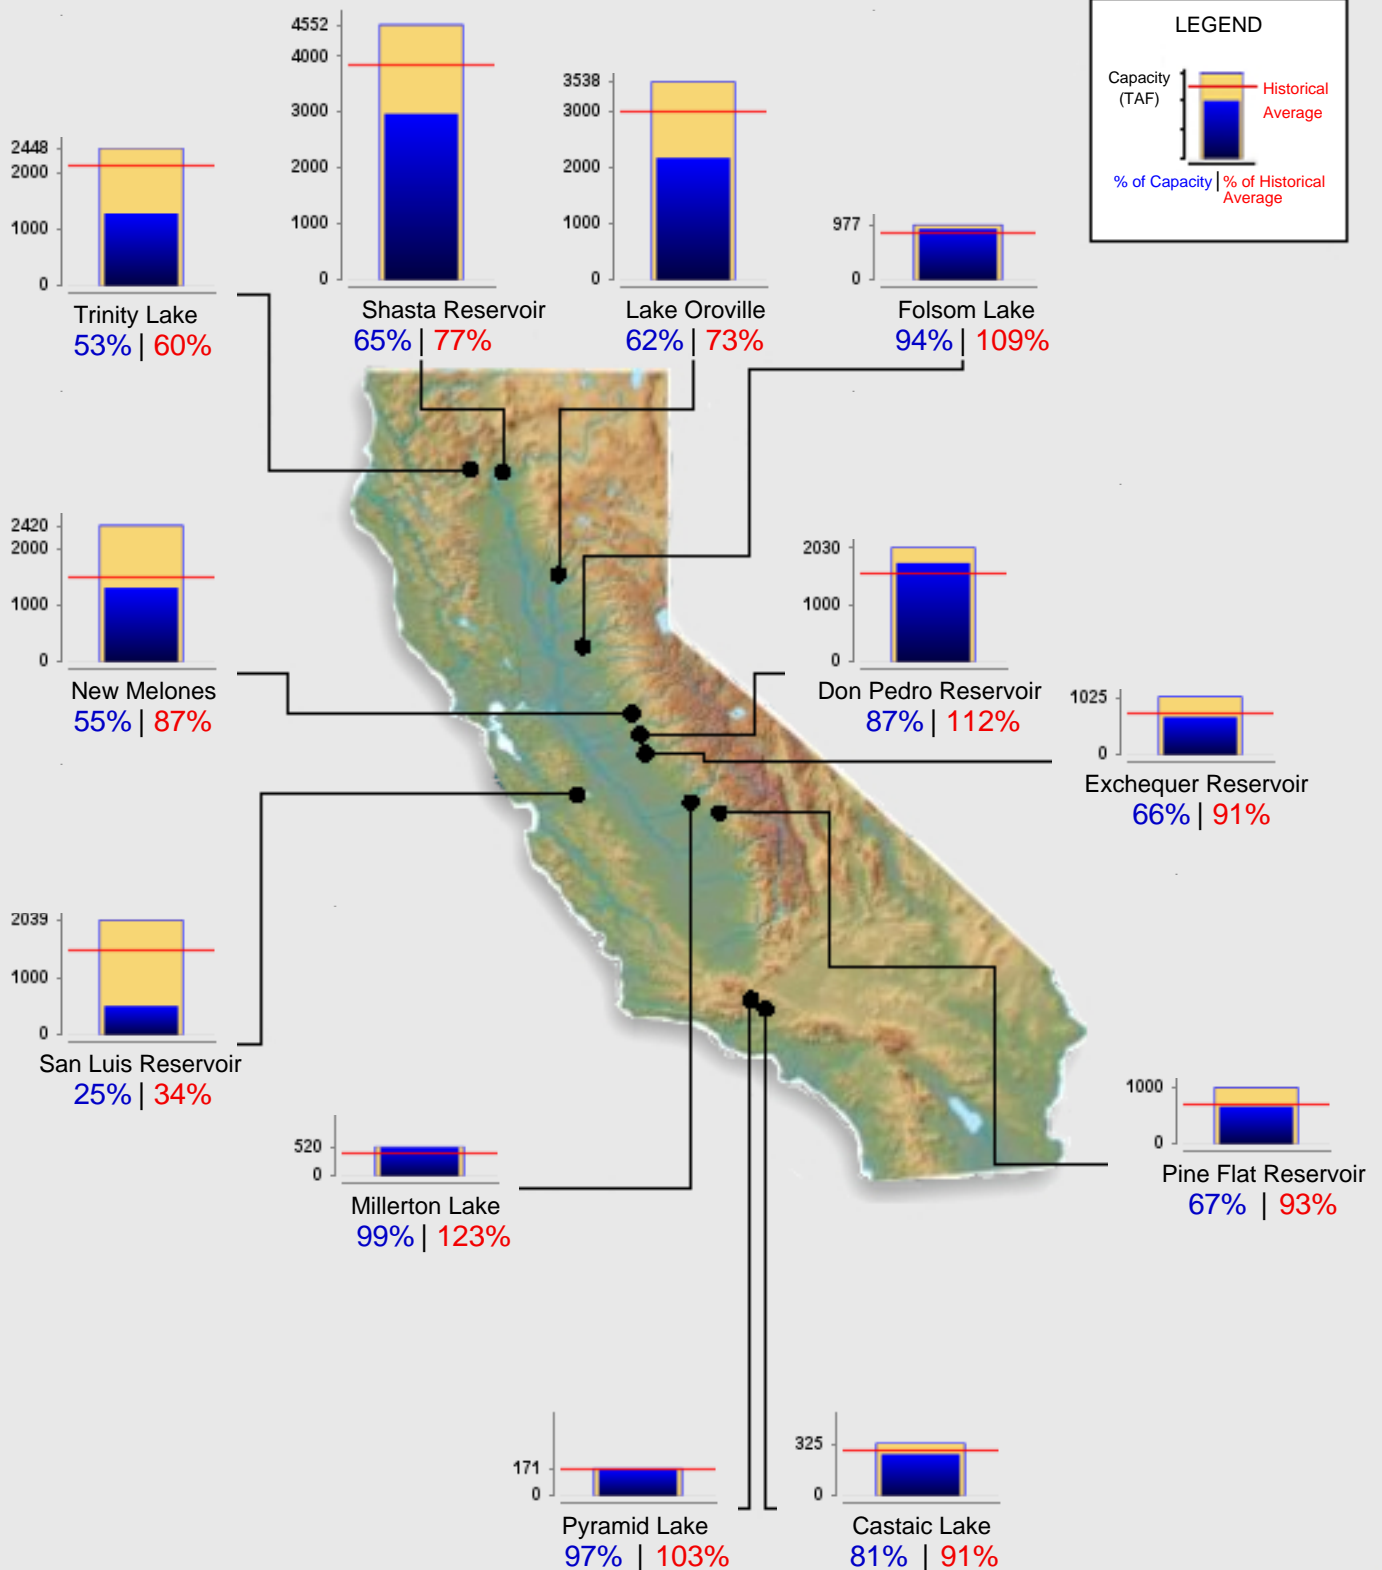 LEGEND
Capacity
(TAF)
Historical
Average
% of Capacity | % of Historical
Average
4552
4000
3000
2000
1000
0
Shasta Reservoir
65% | 77%
3538
3000
2000
1000
0
Lake Oroville
62% | 73%
2448
2000
1000
0
Trinity Lake
53% | 60%
977
0
Folsom Lake
94% | 109%
2420
2000
1000
0
New Melones
55% | 87%
2030
1000
0
Don Pedro Reservoir
87% | 112%
1025
0
Exchequer Reservoir
66% | 91%
2039
1000
0
San Luis Reservoir
25% | 34%
520
0
Millerton Lake
99% | 123%
1000
0
Pine Flat Reservoir
67% | 93%
171
0
Pyramid Lake
97% | 103%
325
0
Castaic Lake
81% | 91%